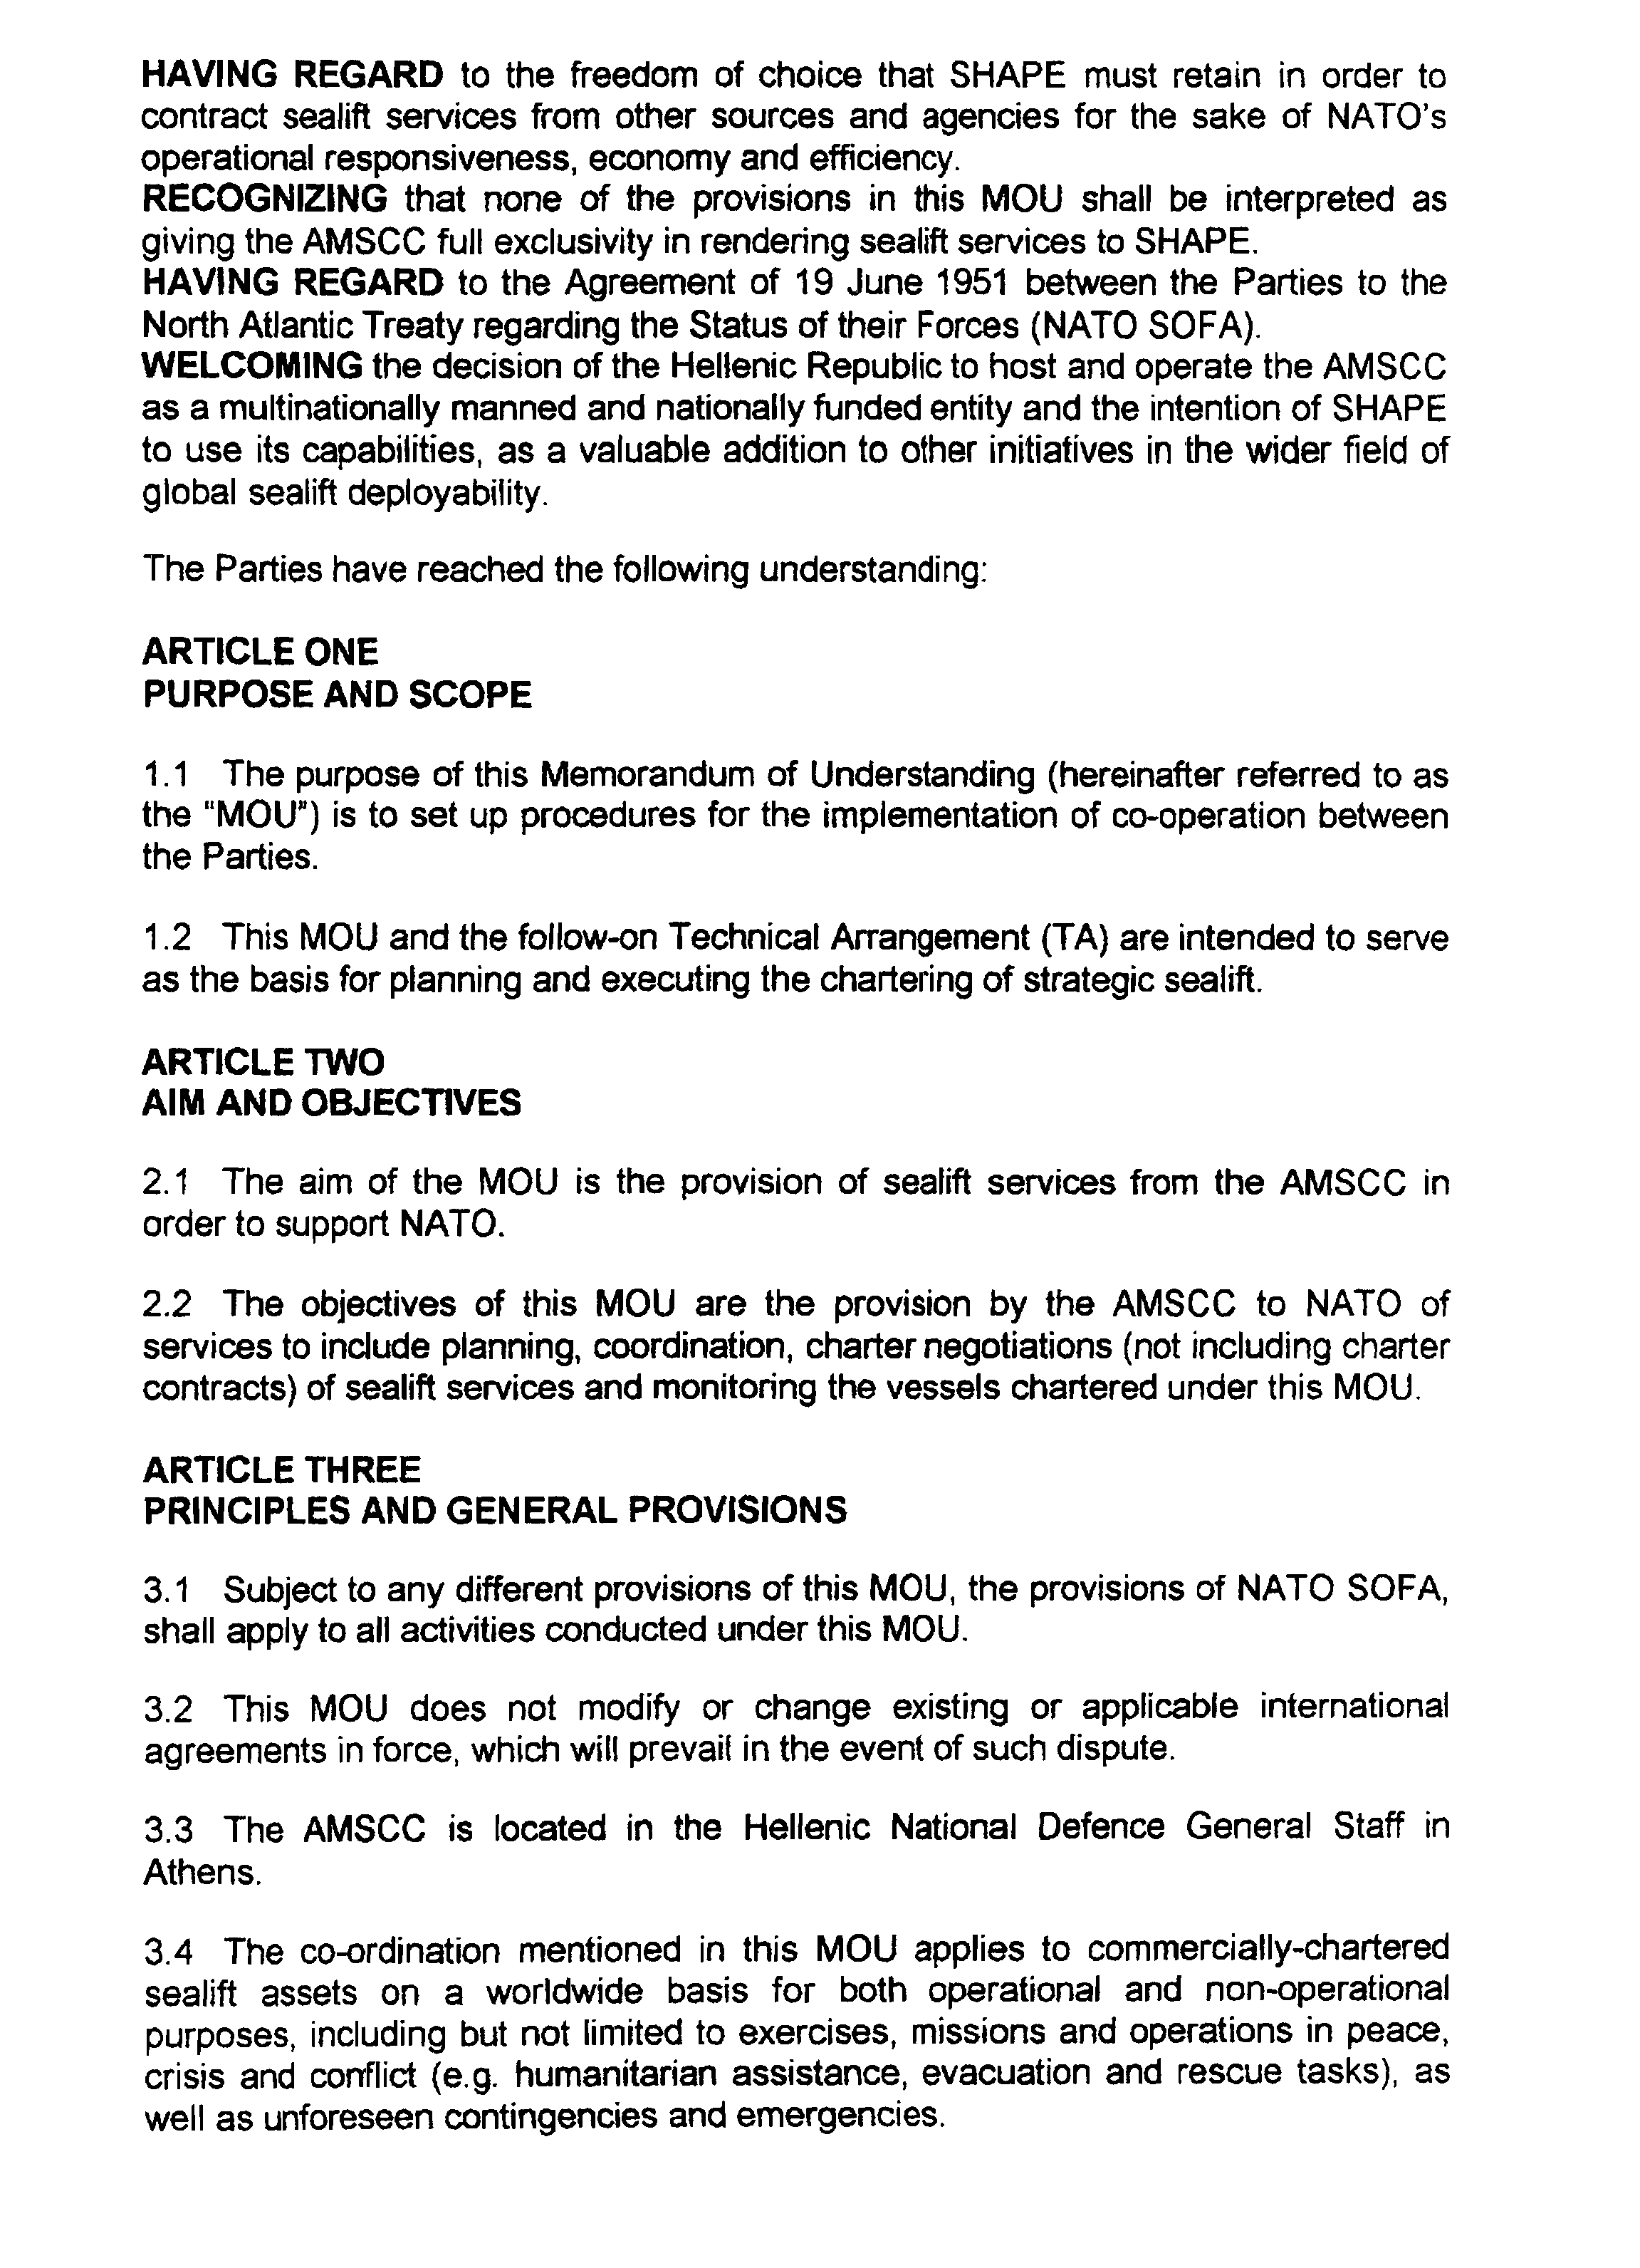 HAVING REGARD to the freedom of choice that SHAPE must retain in order to
contract sealift services from other sources and agencies for the sake of NATO's
operational responsiveness, economy and efficiency.
RECOGNIZING that none of the provisions in this MOU shall be interpreted as
giving the AMSCC full exclusivity in rendering sealift services to SHAPE.
HAVING REGARD to the Agreement of 19 June 1951 between the Parties to the
North Atlantic Treaty regarding the Status of their Forces (NATO SOFA).
WELCOMING the decision of the Hellenic Republic to host and operate the AMSCC
as a multinationally manned and nationally funded entity and the intention of SHAPE
to use its capabilities, as a valuable addition to other initiatives in the wider field of
global sealift deployability.
The Parties have reached the following understanding:
ARTICLE ONE
PURPOSE AND SCOPE
1.1 The purpose of this Memorandum of Understanding (hereinafter referred to as
the "MOU") is to set up procedures for the implementation of co-operation between
the Parties.
1.2 This MOU and the follow-on Technical Arrangement (TA) are intended to serve
as the basis for planning and executing the chartering of strategic sealift.
ARTICLE TWO
AIM AND OBJECTIVES
2.1 The aim of the MOU is the provision of sealift services from the AMSCC in
order to support NATO.
2.2 The objectives of this MOU are the provision by the AMSCC to NATO of
services to include planning, coordination, charter negotiations (not including charter
contracts) of sealift services and monitoring the vessels chartered under this MOU.
ARTICLE THREE
PRINCIPLES AND GENERAL PROVISIONS
3.1 Subject to any different provisions of this MOU, the provisions of NATO SOFA,
shall apply to all activities conducted under this MOU.
3.2 This MOU does not modify or change existing or applicable international
agreements in force, which will prevail in the event of such dispute.
3.3 The AMSCC is located in the Hellenic National Defence General Staff in
Athens.
3.4 The co-ordination mentioned in this MOU applies to commercially-chartered
sealift assets on a worldwide basis for both operational and non-operational
purposes, including but not limited to exercises, missions and operations in peace,
crisis and conflict (e.g. humanitarian assistance, evacuation and rescue tasks), as
well as unforeseen contingencies and emergencies.